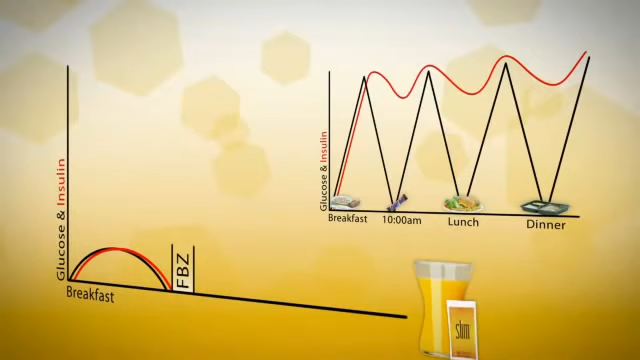 Glucose & Insulin
Breakfast
10:00am
Lunch
Dinner
Glucose & Insulin
Breakfast
FBZ
slim